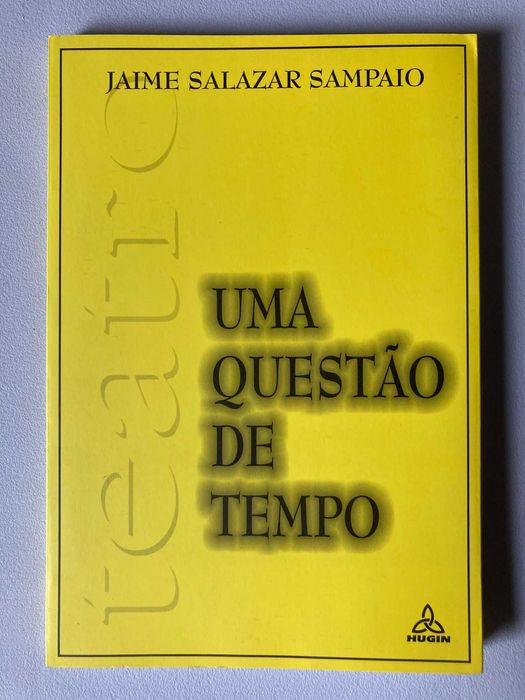 JAIME SALAZAR SAMPAIO
teatro
UMA
QUESTÃO
DE
TEMPO
HUGIN